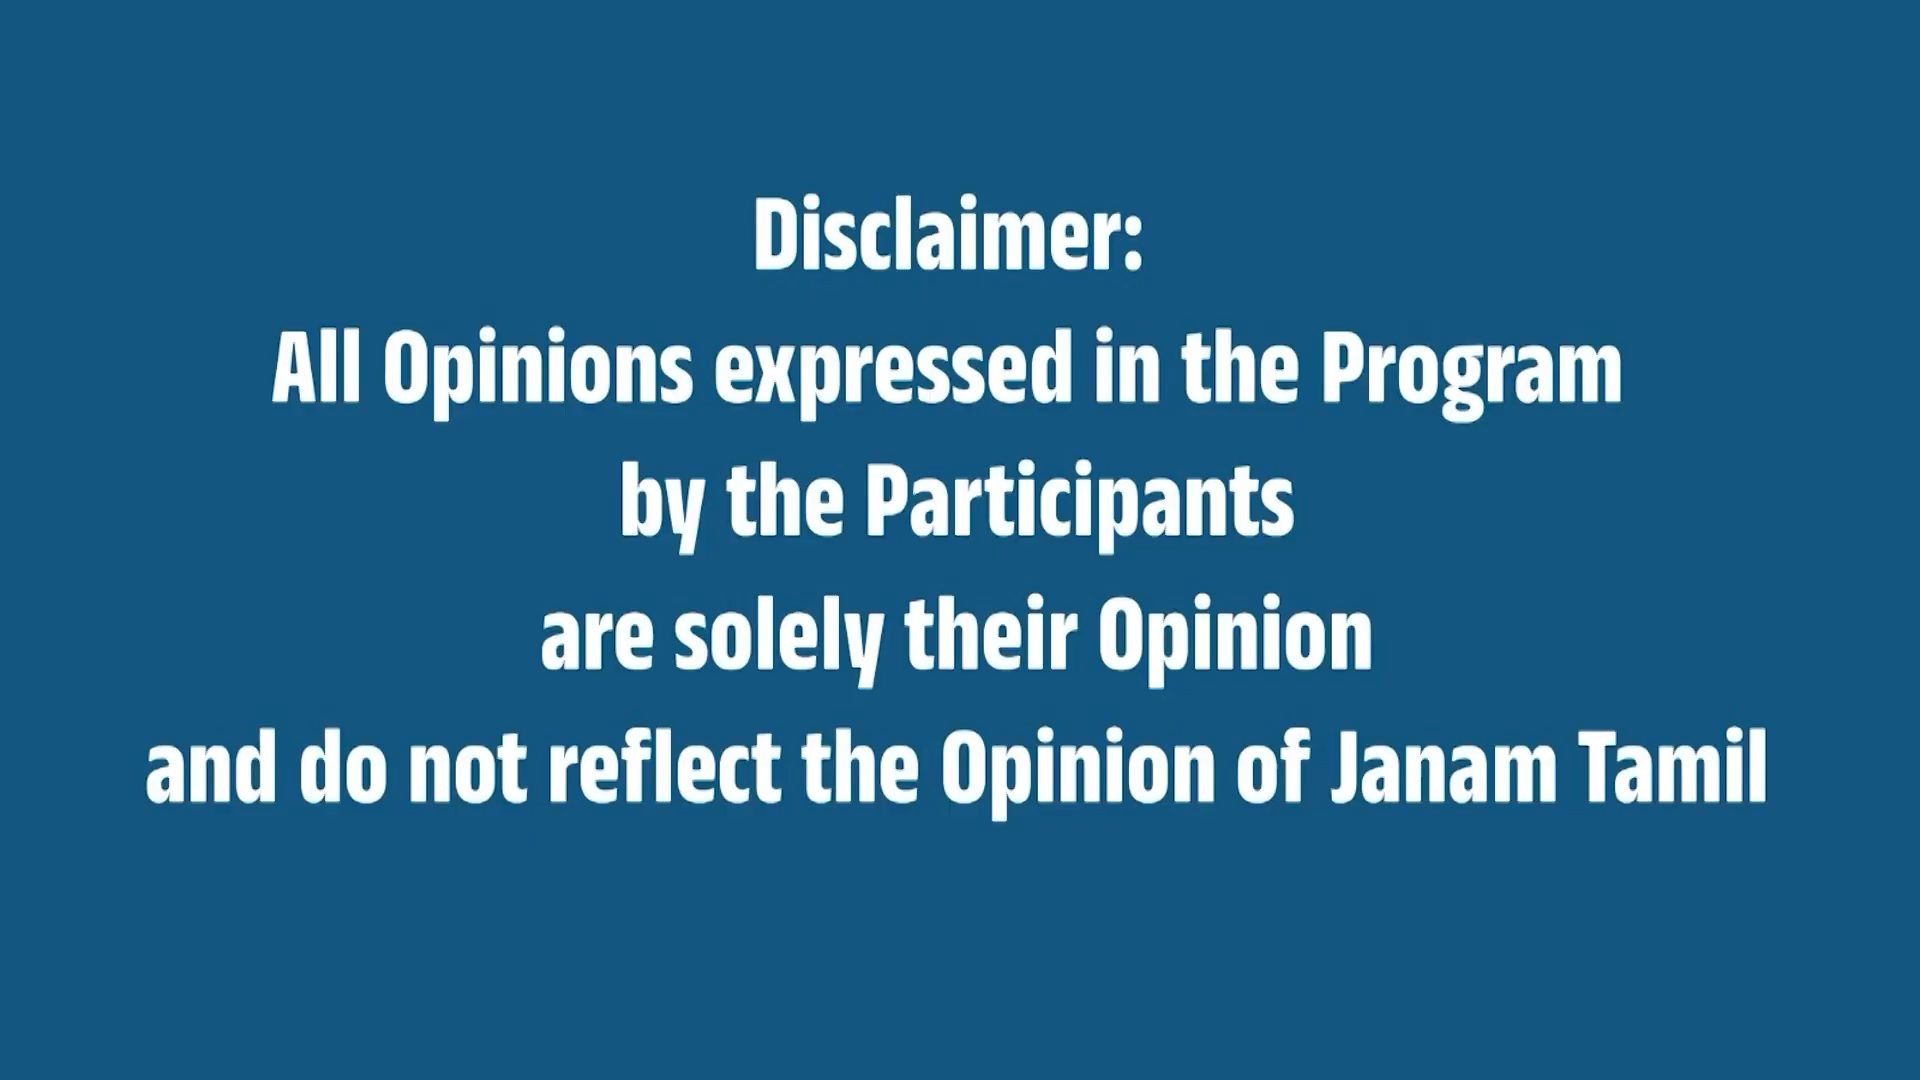 Disclaimer:
All Opinions expressed in the Program
by the Participants
are solely their Opinion
and do not reflect the Opinion of Janam Tamil